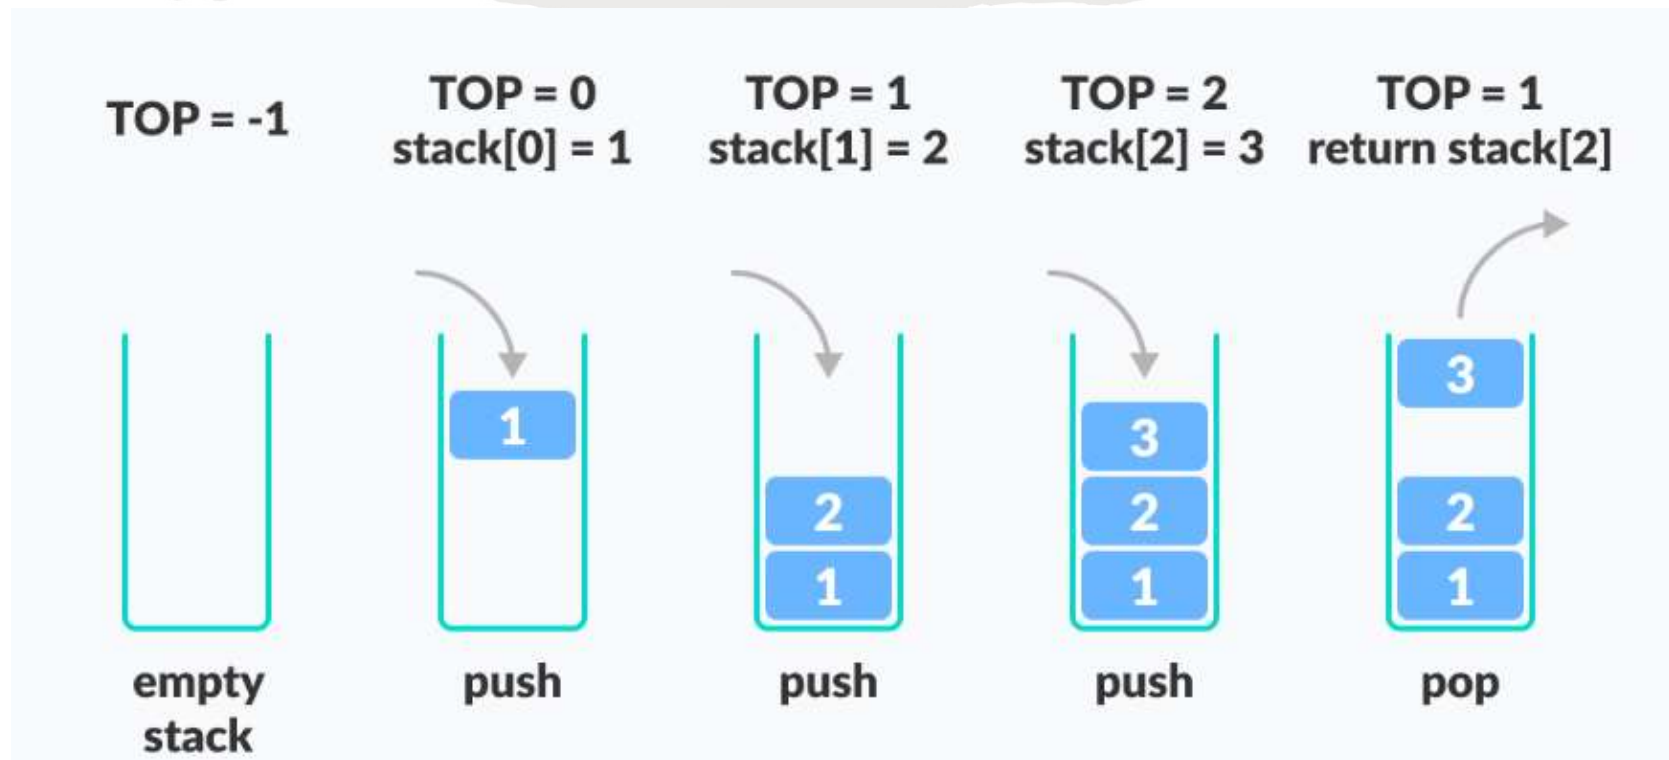 TOP = -1
TOP = 0
stack[0] = 1
TOP = 1
stack[1] = 2
TOP = 2
stack[2] = 3
TOP = 1
return stack[2]
1
2
1
3
2
1
3
2
1
empty
stack
push
push
push
pop